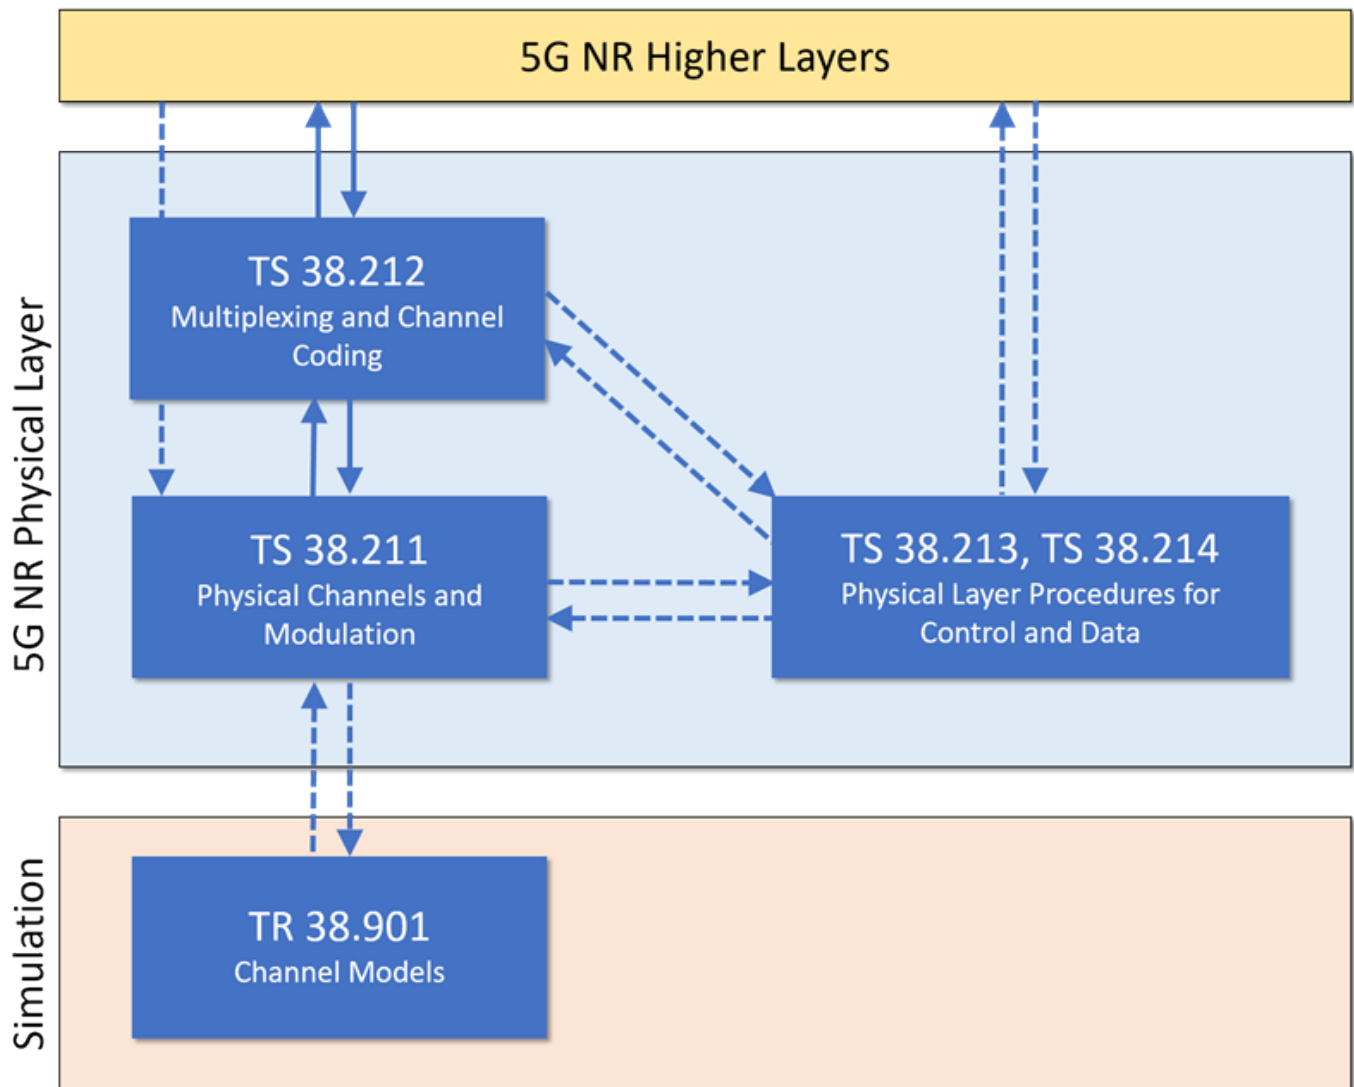 5G NR Higher Layers
5G NR Physical Layer
TS 38.212
Multiplexing and Channel
Coding
TS 38.211
Physical Channels and
Modulation
TS 38.213, TS 38.214
Physical Layer Procedures for
Control and Data
Simulation
TR 38.901
Channel Models